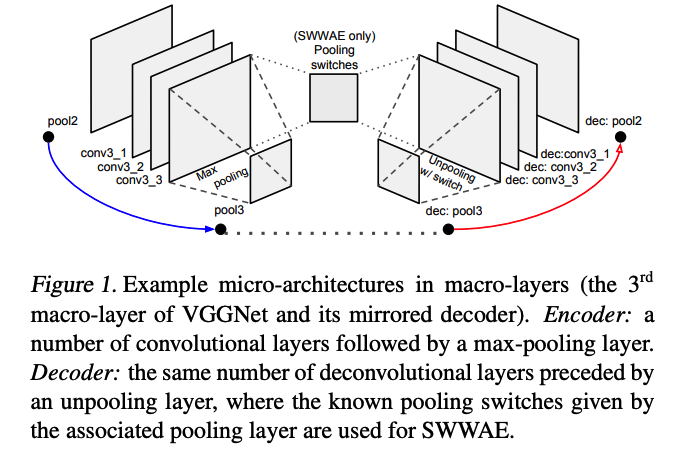 (SWWAE only)
Pooling
switches
pool2
conv3_1
conv3_2
conv3_3
Max
pooling
pool3
dec: pool2
dec:conv3_1
dec: conv3_2
dec: conv3_3
Unpooling
w/ switch
dec: pool3
Figure 1. Example micro-architectures in macro-layers (the 3rd
macro-layer of VGGNet and its mirrored decoder). Encoder: a
number of convolutional layers followed by a max-pooling layer.
Decoder: the same number of deconvolutional layers preceded by
an unpooling layer, where the known pooling switches given by
the associated pooling layer are used for SWWAE.